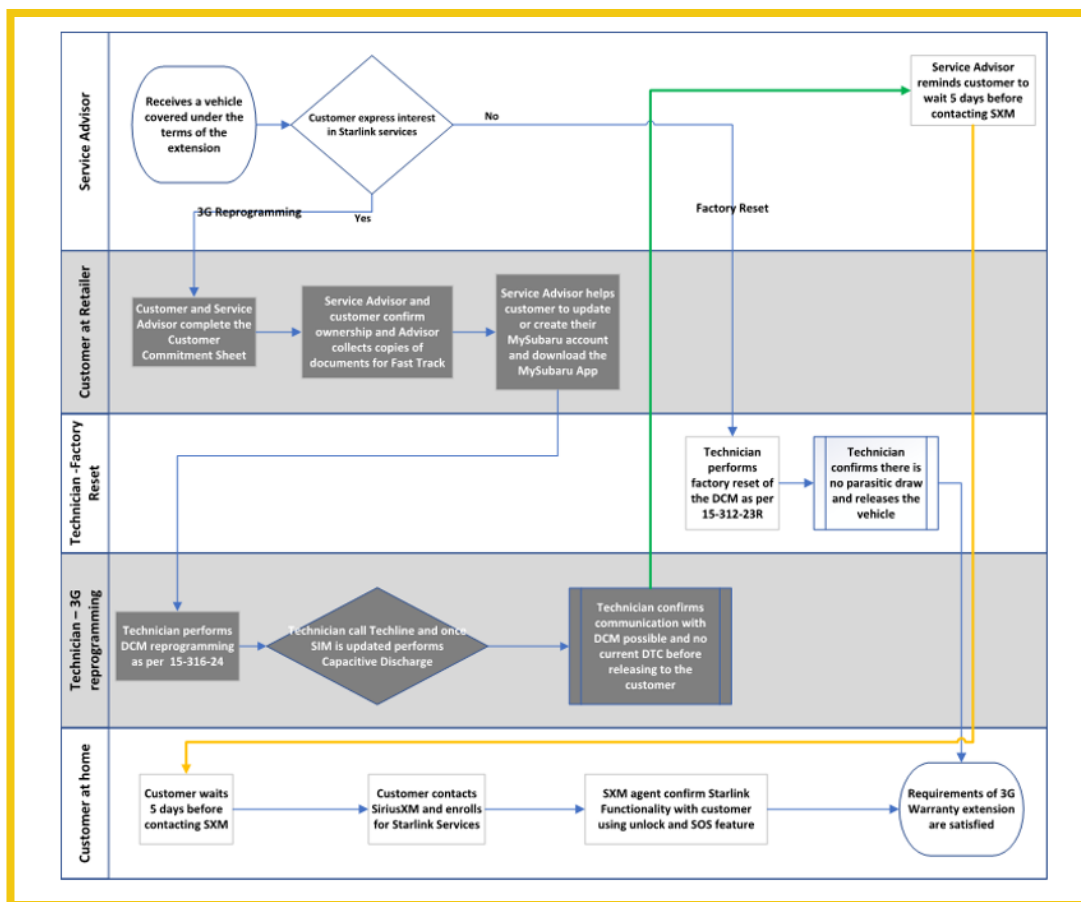 Service Advisor
Receives a vehicle
covered under the
terms of the
extension
Customer express interest
in Starlink services
No
Service Advisor
reminds customer to
wait 5 days before
contacting SXM
3G Reprogramming
Yes
Factory Reset
Customer at Retailer
Customer and Service
Advisor complete the
Customer
Commitment Sheet
Service Advisor and
customer confirm
ownership and Advisor
collects copies of
documents for Fast Track
Service Advisor helps
customer to update
or create their
MySubaru account
and download the
MySubaru App
Technician -Factory
Reset
Technician
performs
factory reset of
the DCM as per
15-312-23R
Technician
confirms there is
no parasitic draw
and releases the
vehicle
Technician – 3G
reprogramming
Technician performs
DCM reprogramming
as per 15-316-24
Technician call Techline and once
SIM is updated performs
Capacitive Discharge
Technician confirms
communication with
DCM possible and no
current DTC before
releasing to the
customer
Customer at home
Customer waits
5 days before
contacting SXM
Customer contacts
SiriusXM and enrolls
for Starlink Services
SXM agent confirm Starlink
Functionality with customer
using unlock and SOS feature
Requirements of 3G
Warranty extension
are satisfied